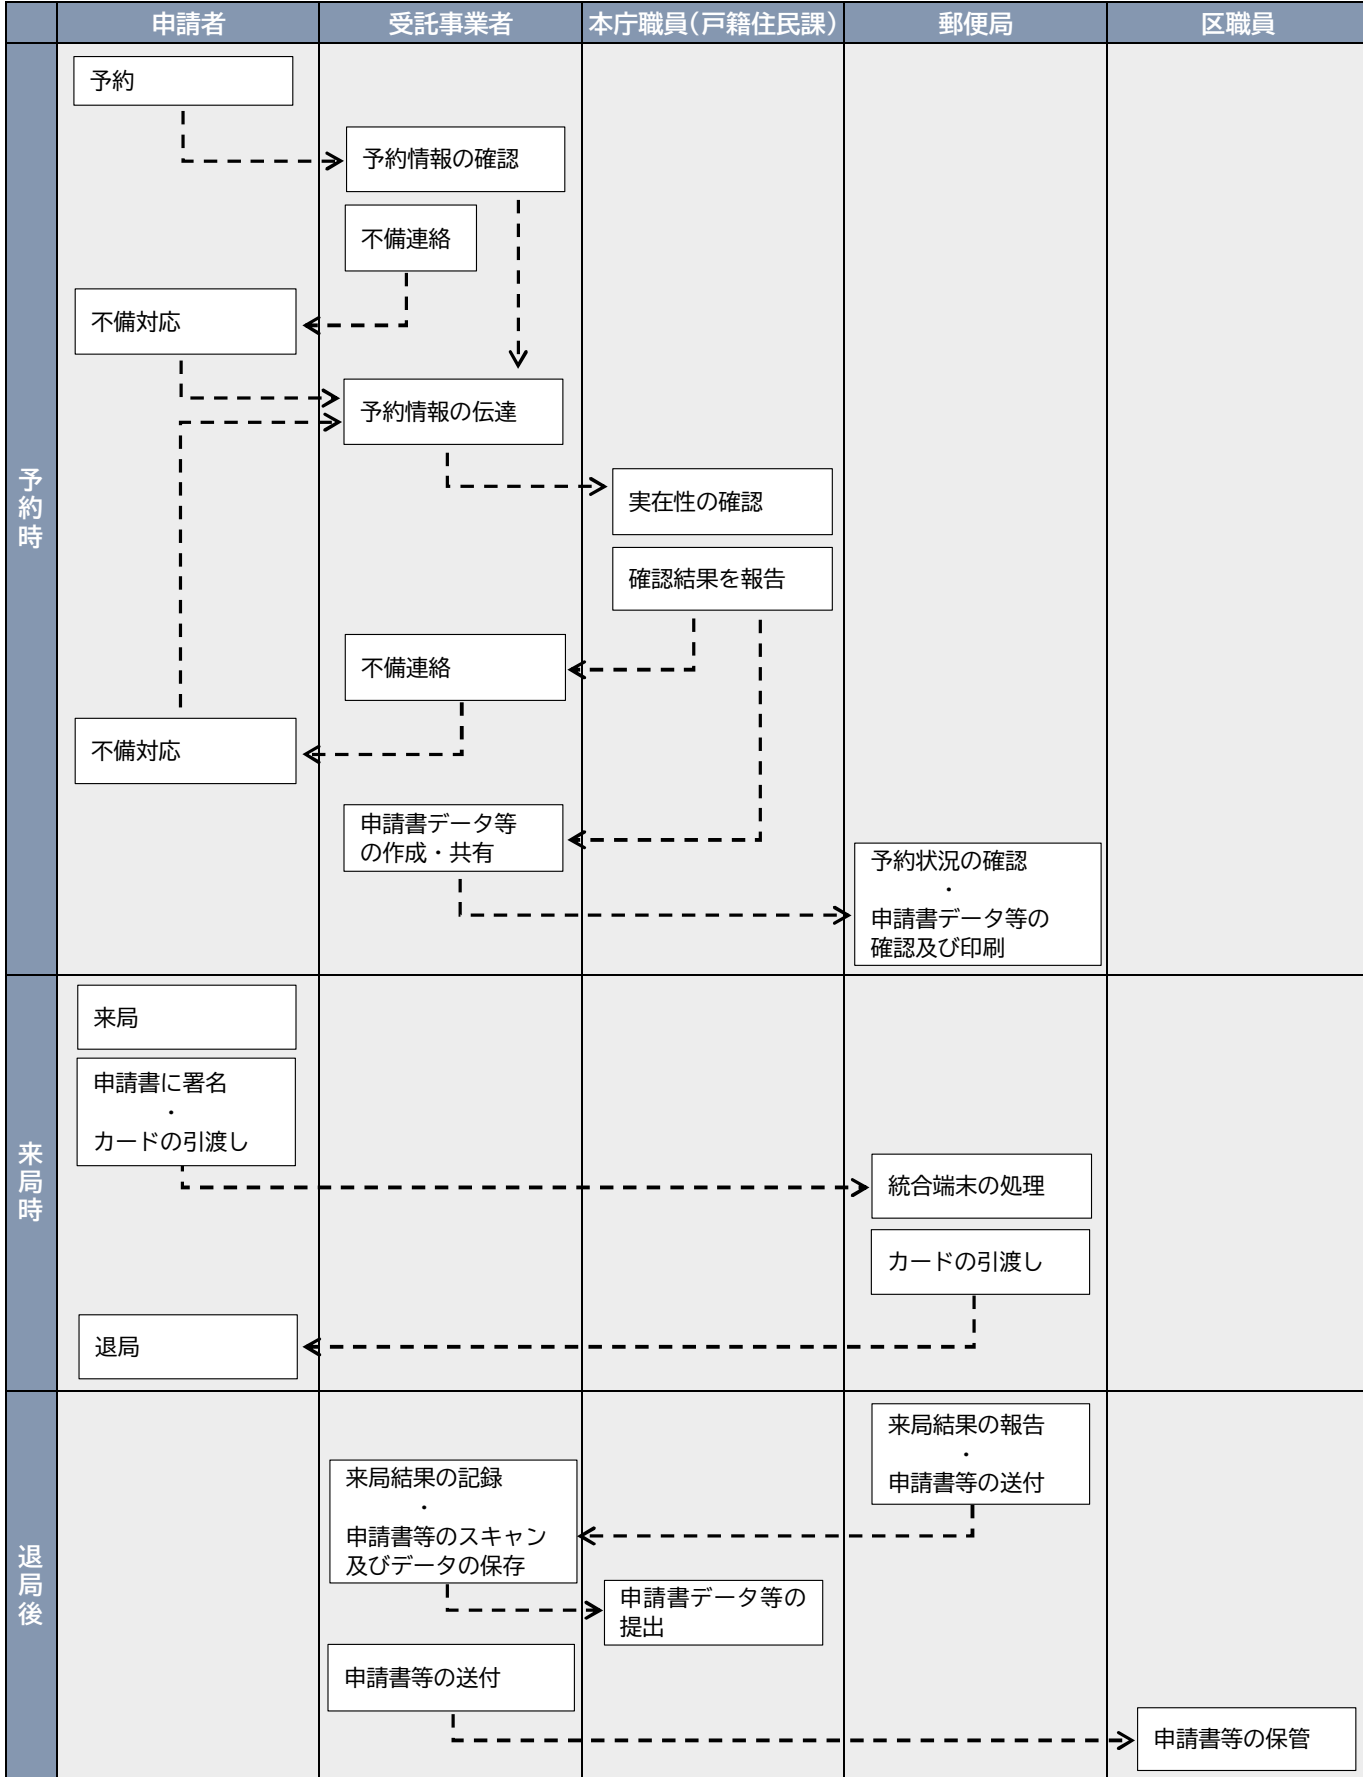 申請者
受託事業者
本庁職員(戸籍住民課)
郵便局
区職員
予約時
予約
予約情報の確認
不備連絡
不備対応
予約情報の伝達
実在性の確認
確認結果を報告
不備連絡
不備対応
申請書データ等
の作成・共有
予約状況の確認
・
申請書データ等の
確認及び印刷
来局時
来局
申請書に署名
・
カードの引渡し
統合端末の処理
カードの引渡し
退局
退局後
来局結果の報告
・
申請書等の送付
来局結果の記録
・
申請書等のスキャン
及びデータの保存
申請書データ等の
提出
申請書等の送付
申請書等の保管